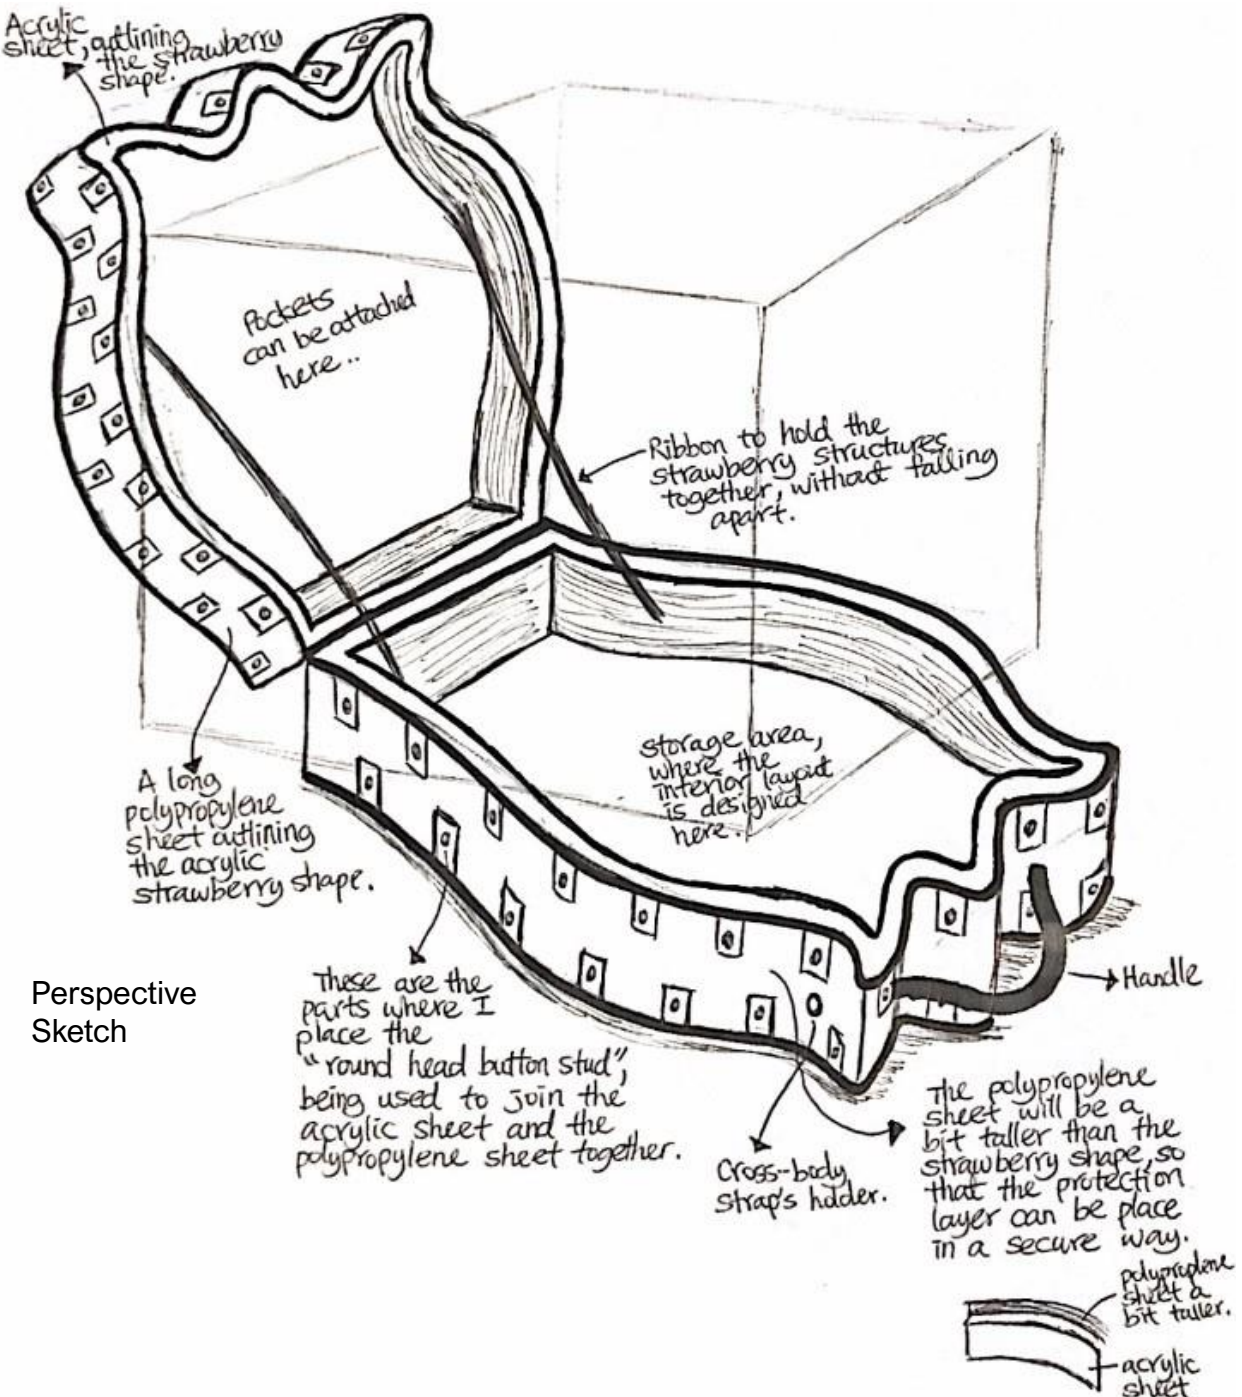 Acrylic
sheet, outlining
the strawberry
shape.
Pockets
can be attached
here..
Ribbon to hold the
strawberry structures
together, without falling
apart.
storage area,
where the
interior layout
is designed
here.
A long
polypropylene
sheet outlining
the acrylic
strawberry shape.
Perspective
Sketch
These are the
parts where I
place the
"round head button stud",
being used to join the
acrylic sheet and the
polypropylene sheet together.
Handle
Cross-body
strap's holder.
The polypropylene
sheet will be a
bit taller than the
strawberry shape, so
that the protection
layer can be place
in a secure way.
polypropylene
sheet a
bit taller.
acrylic
sheet